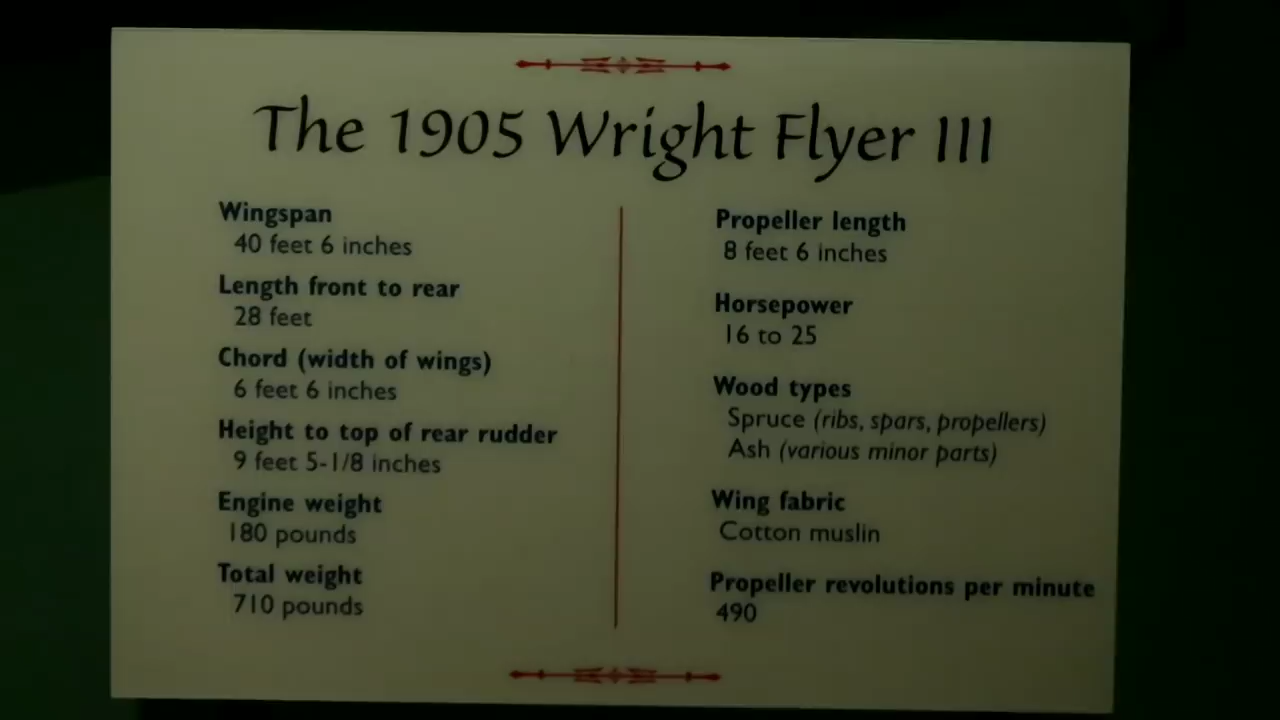 The 1905 Wright Flyer III
Wingspan
40 feet 6 inches
Length front to rear
28 feet
Chord (width of wings)
6 feet 6 inches
Height to top of rear rudder
9 feet 5-1/8 inches
Engine weight
180 pounds
Total weight
710 pounds
Propeller length
8 feet 6 inches
Horsepower
16 to 25
Wood types
Spruce (ribs, spars, propellers)
Ash (various minor parts)
Wing fabric
Cotton muslin
Propeller revolutions per minute
490